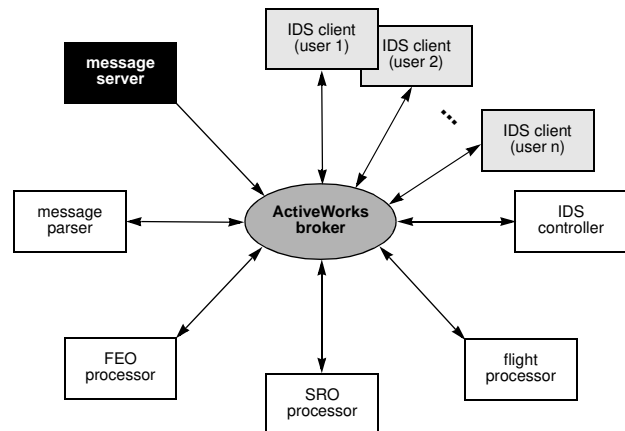 IDS client
(user 1)
IDS client
(user 2)
message
server
IDS client
(user n)
message
parser
ActiveWorks
broker
IDS
controller
FEO
processor
SRO
processor
flight
processor